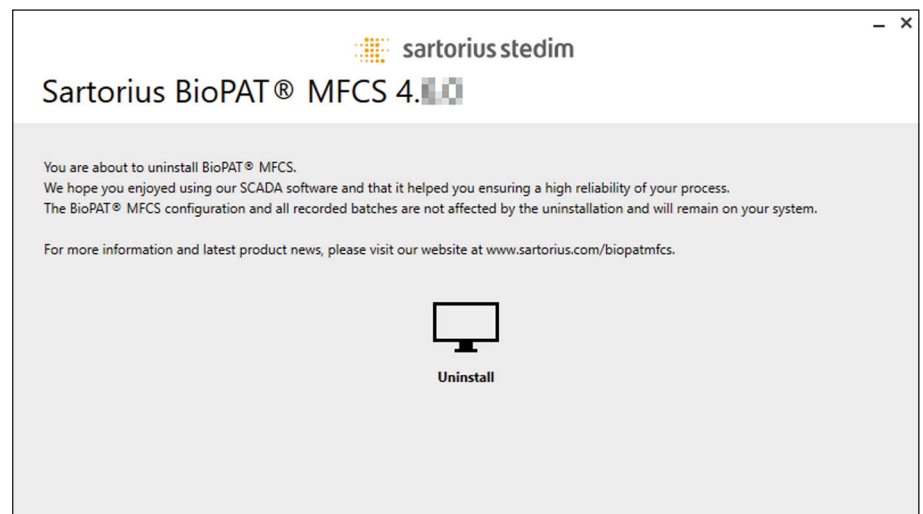 sartorius stedim
Sartorius BioPAT® MFCS 4.
You are about to uninstall BioPAT® MFCS.
We hope you enjoyed using our SCADA software and that it helped you ensuring a high reliability of your process.
The BioPAT® MFCS configuration and all recorded batches are not affected by the uninstallation and will remain on your system.
For more information and latest product news, please visit our website at www.sartorius.com/biopatmfcs.
Uninstall